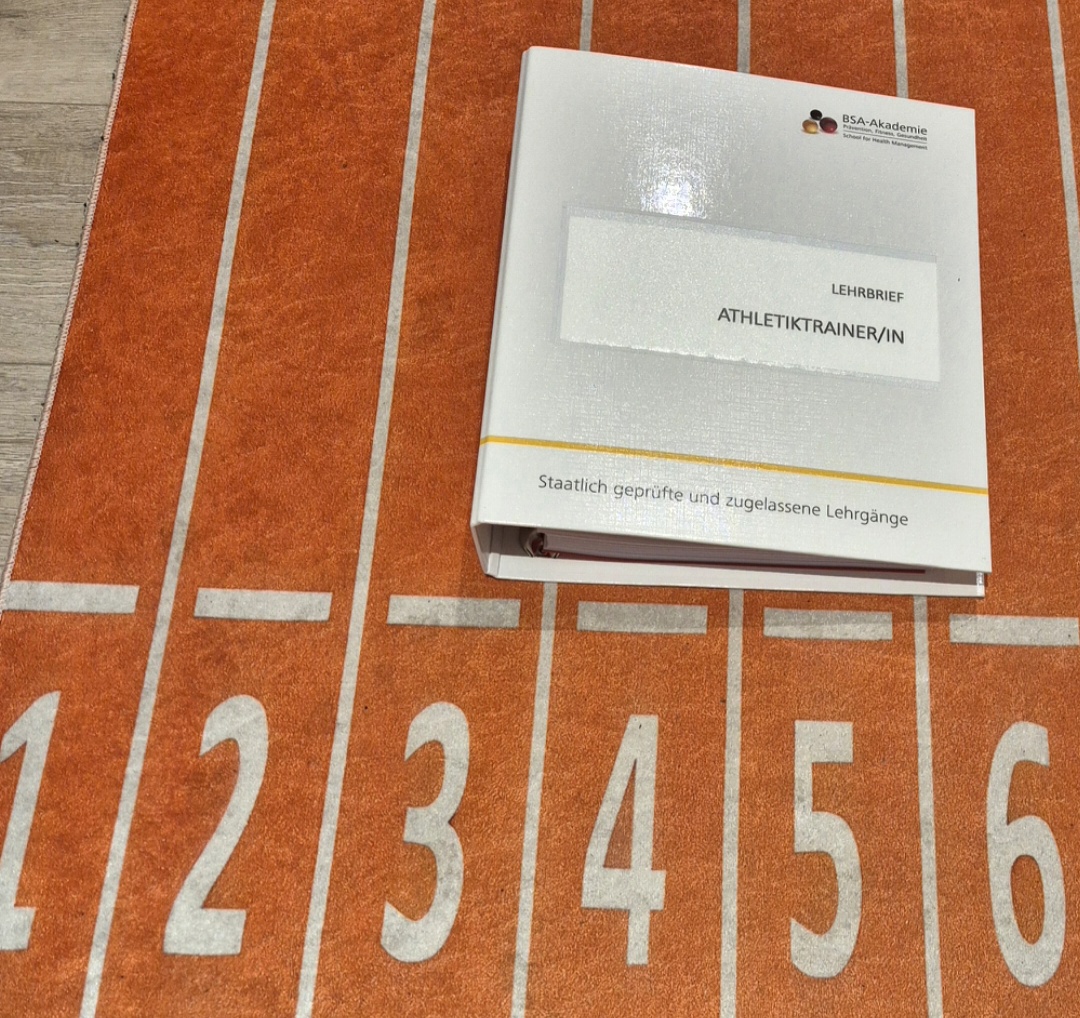 BSA-Akademie
Prävention, Fitness, Gesundheit
School for Health Management
LEHRBRIEF
ATHLETIKTRAINER/IN
Staatlich geprüfte und zugelassene Lehrgänge
1 2 3 4 5 6